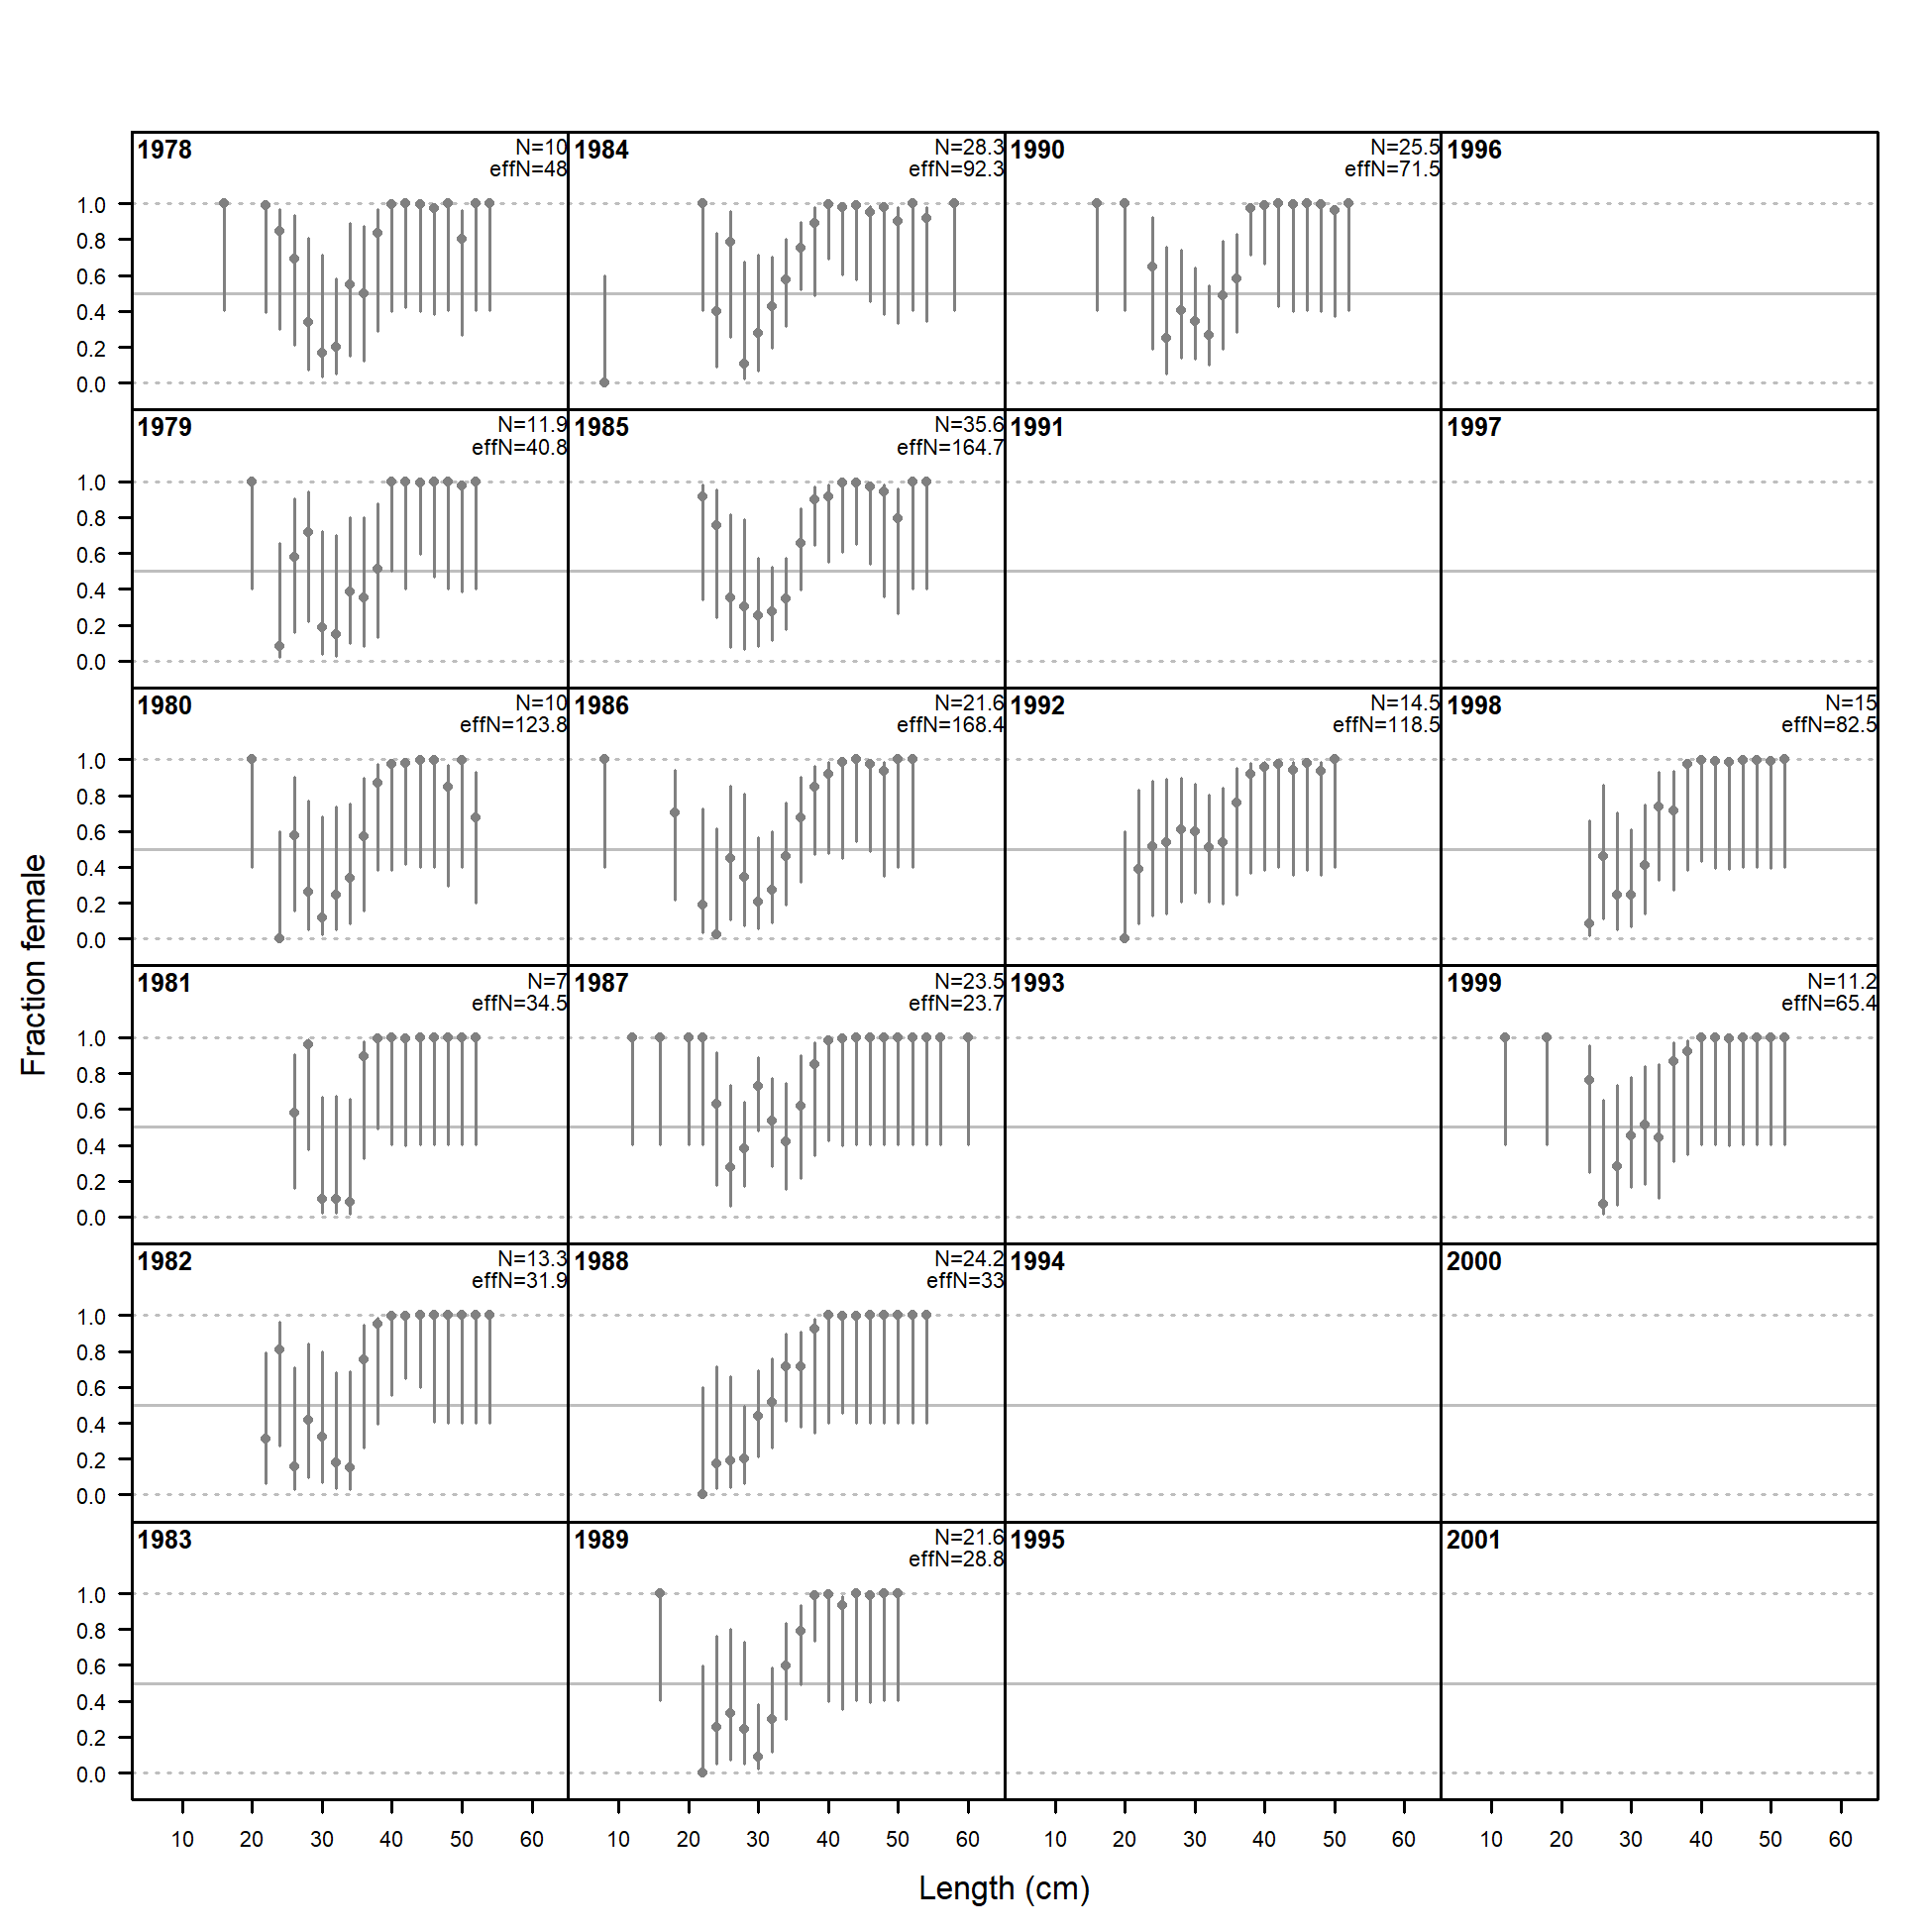 1978
N=10
effN=48
1984
N=28.3
effN=92.3
1990
N=25.5
effN=71.5
1996
1.0
0.8
0.6
0.4
0.2
0.0
1979
N=11.9
effN=40.8
1985
N=35.6
effN=164.7
1991
1997
1.0
0.8
0.6
0.4
0.2
0.0
1980
N=10
effN=123.8
1986
N=21.6
effN=168.4
1992
N=14.5
effN=118.5
1998
N=15
effN=82.5
1.0
0.8
0.6
0.4
0.2
0.0
1981
N=7
effN=34.5
1987
N=23.5
effN=23.7
1993
1999
N=11.2
effN=65.4
1.0
0.8
0.6
0.4
0.2
0.0
1982
N=13.3
effN=31.9
1988
N=24.2
effN=33
1994
2000
1.0
0.8
0.6
0.4
0.2
0.0
1983
1989
N=21.6
effN=28.8
1995
2001
1.0
0.8
0.6
0.4
0.2
0.0
10 20 30 40 50 60 10 20 30 40 50 60 10 20 30 40 50 60 10 20 30 40 50 60
Length (cm)
Fraction female